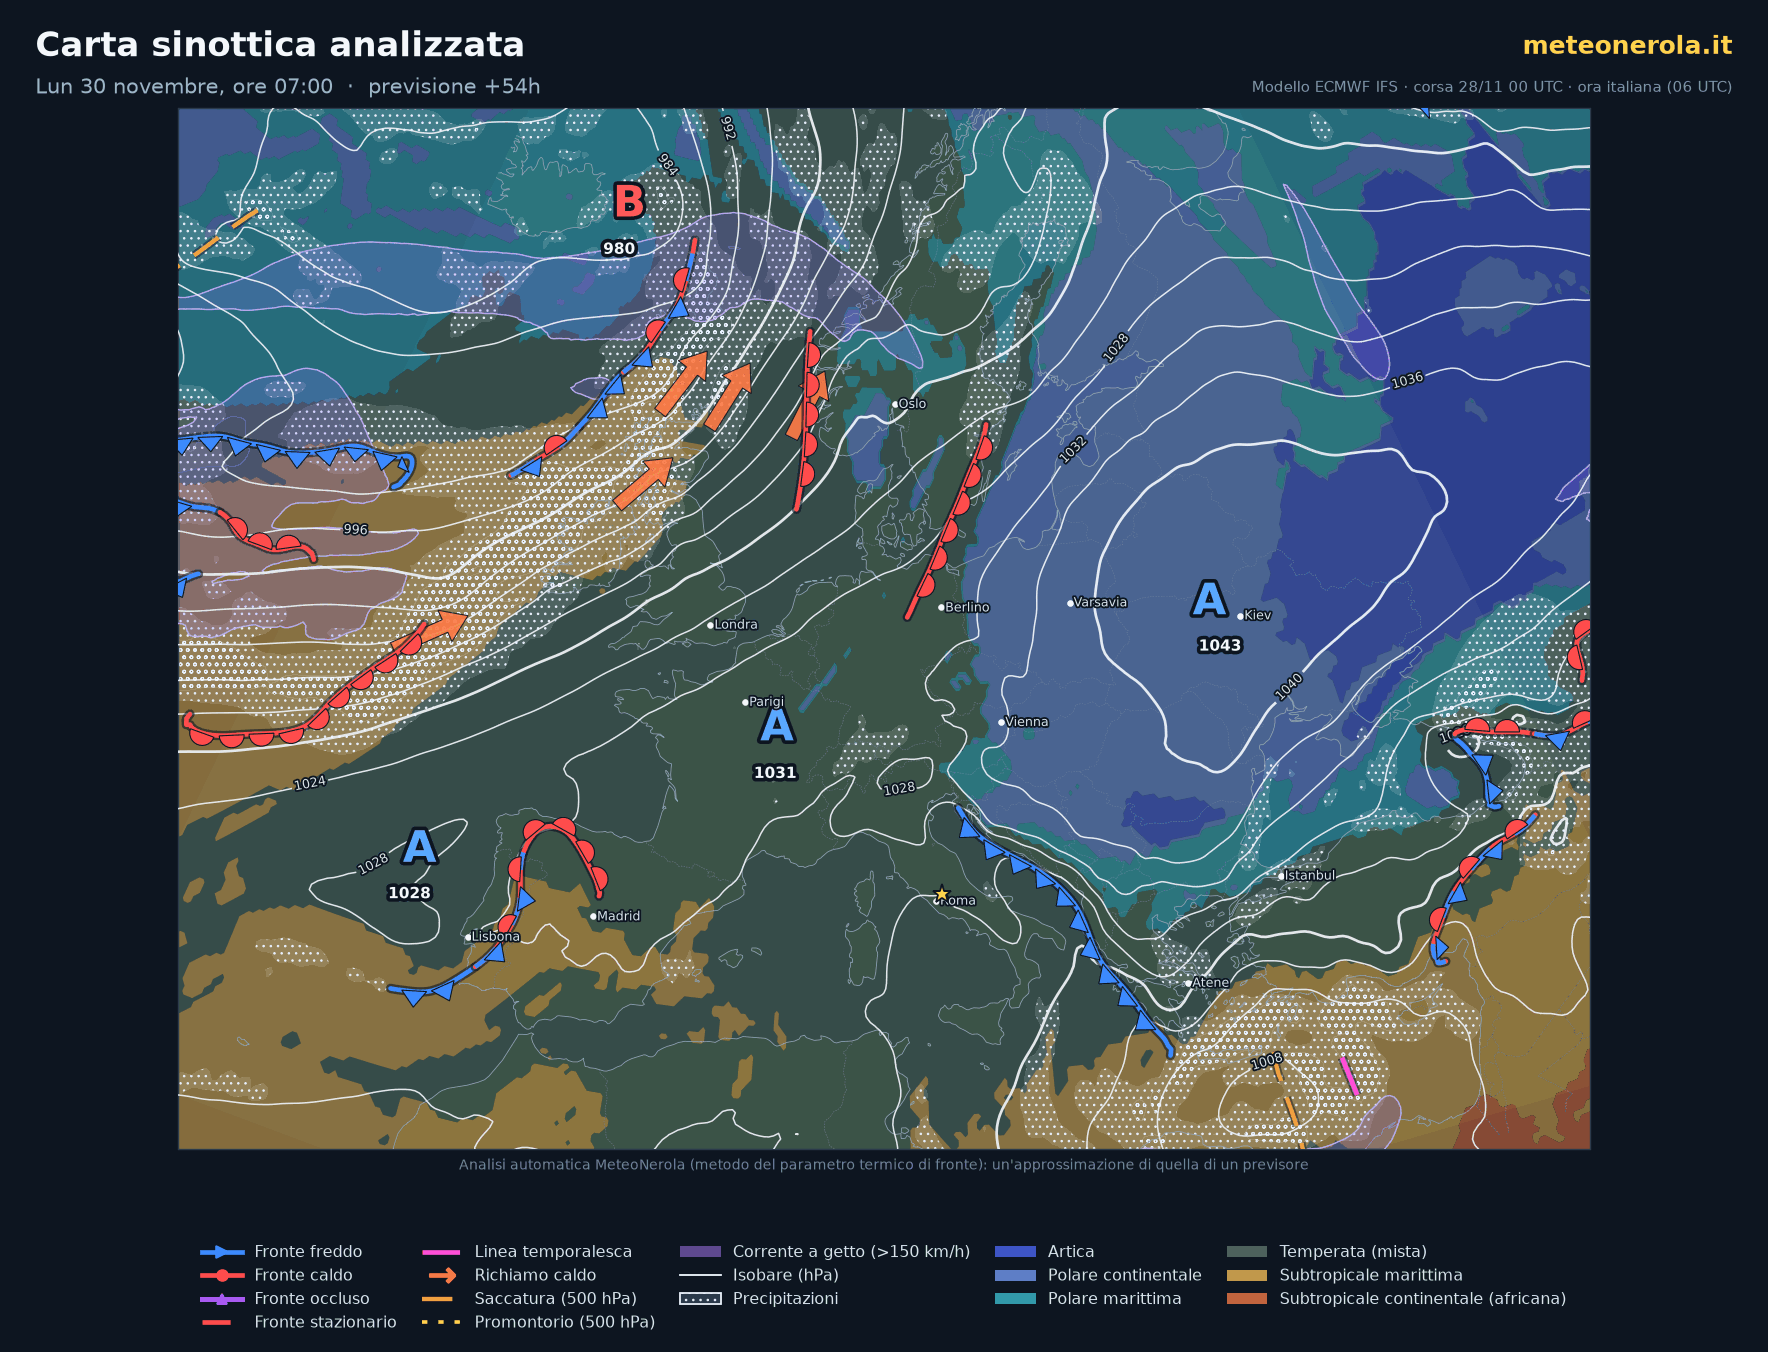 Carta sinottica analizzata
meteonerola.it
Lun 30 novembre, ore 07:00 · previsione +54h
Modello ECMWF IFS · corsa 28/11 00 UTC · ora italiana (06 UTC)
992
984
B
980
1028
1036
Oslo
1032
996
Berlino
Varsavia
A
Kiev
1043
Londra
1040
Parigi
A
1031
Vienna
1024
1028
A
1028
1028
Istanbul
Roma
Madrid
Lisbona
Atene
1008
Analisi automatica MeteoNerola (metodo del parametro termico di fronte): un'approssimazione di quella di un previsore
Fronte freddo
Fronte caldo
Fronte occluso
Fronte stazionario
Linea temporalesca
Richiamo caldo
Saccatura (500 hPa)
Promontorio (500 hPa)
Corrente a getto (>150 km/h)
Isobare (hPa)
Precipitazioni
Artica
Polare continentale
Polare marittima
Temperata (mista)
Subtropicale marittima
Subtropicale continentale (africana)